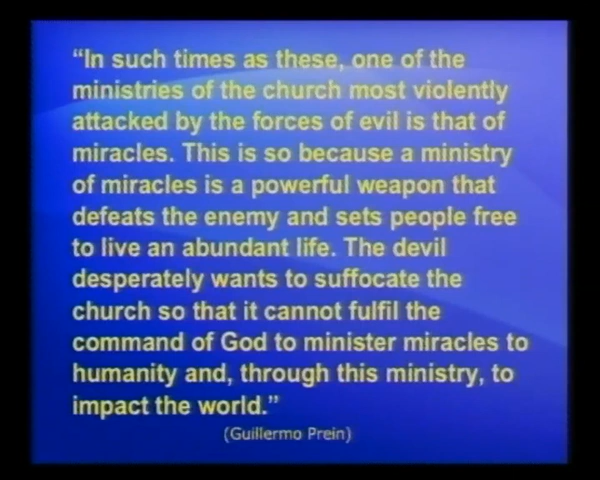 “In such times as these, one of the
ministries of the church most violently
attacked by the forces of evil is that of
miracles. This is so because a ministry
of miracles is a powerful weapon that
defeats the enemy and sets people free
to live an abundant life. The devil
desperately wants to suffocate the
church so that it cannot fulfil the
command of God to minister miracles to
humanity and, through this ministry, to
impact the world.”
(Guillermo Prein)